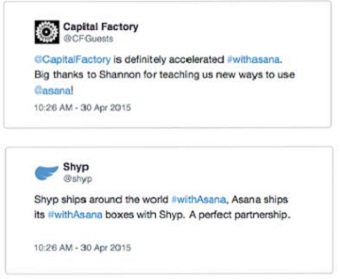 Capital Factory
@CFGuests
@CapitalFactory is definitely accelerated #withasana.
Big thanks to Shannon for teaching us new ways to use
@asana!
10:26 AM - 30 Apr 2015
Shyp
@shyp
Shyp ships around the world #withAsana, Asana ships
its #withAsana boxes with Shyp. A perfect partnership.
10:26 AM - 30 Apr 2015